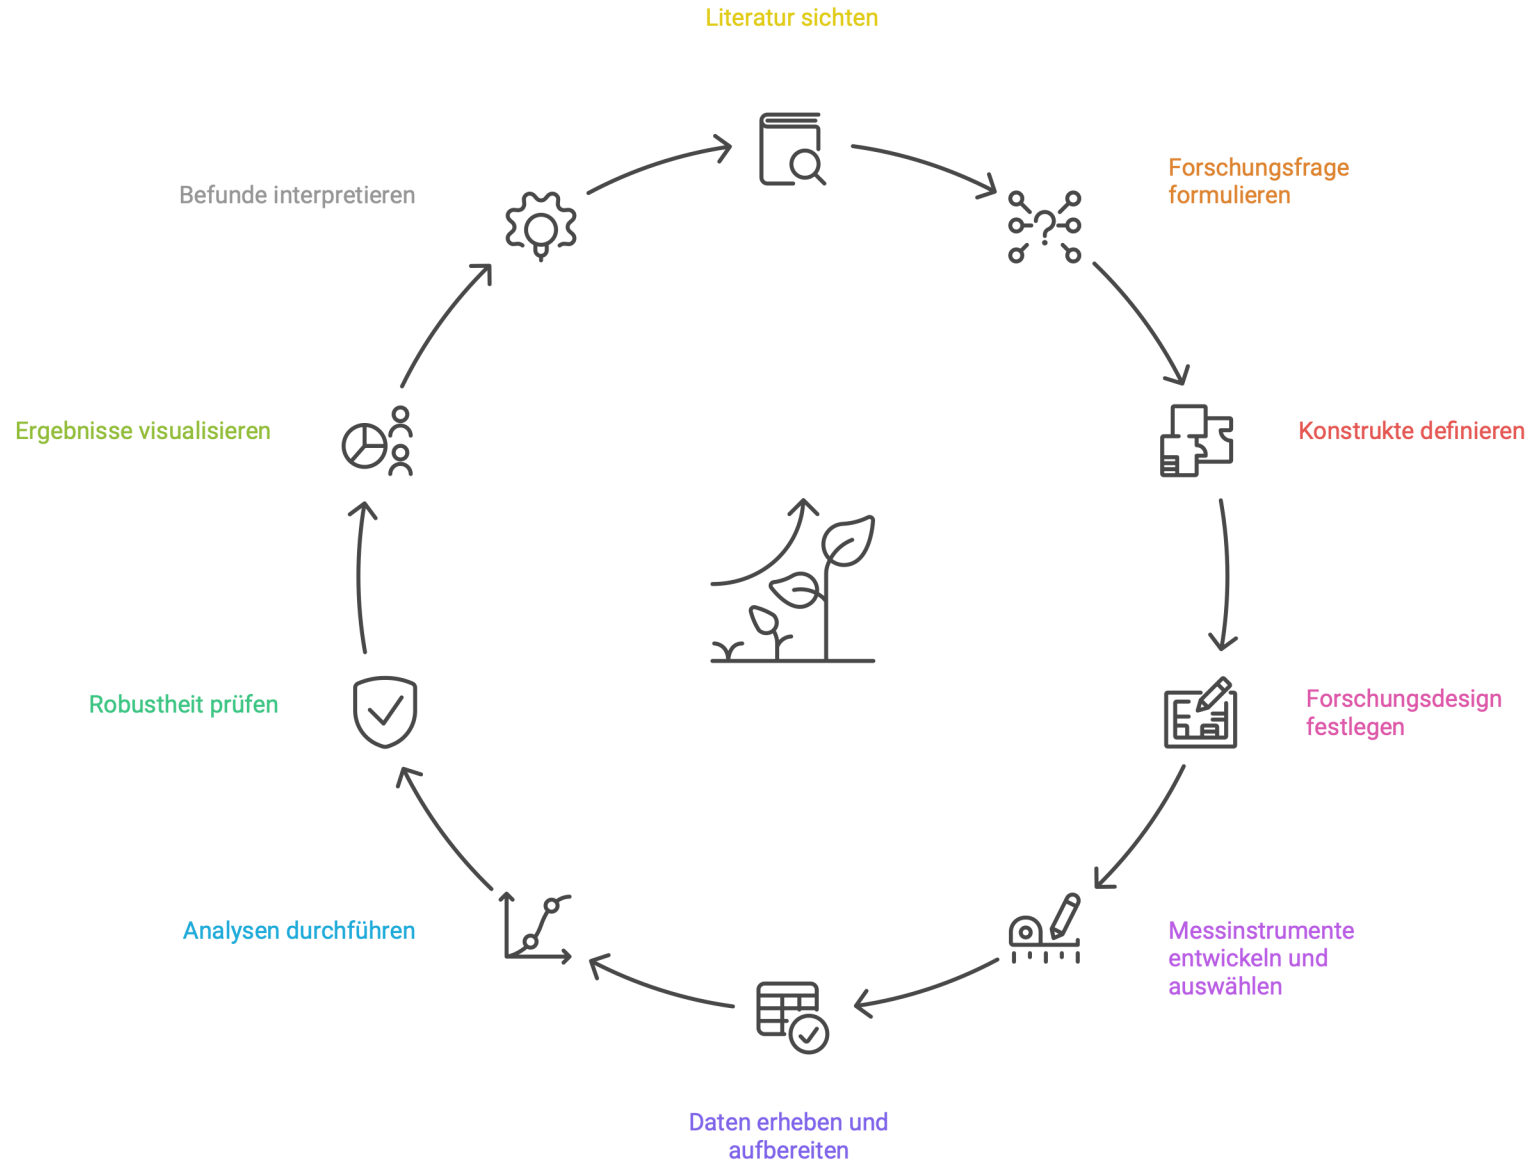 Literatur sichten
Forschungsfrage
formulieren
Konstrukte definieren
Forschungsdesign
festlegen
Messinstrumente
entwickeln und
auswählen
Daten erheben und
aufbereiten
Analysen durchführen
Robustheit prüfen
Ergebnisse visualisieren
Befunde interpretieren